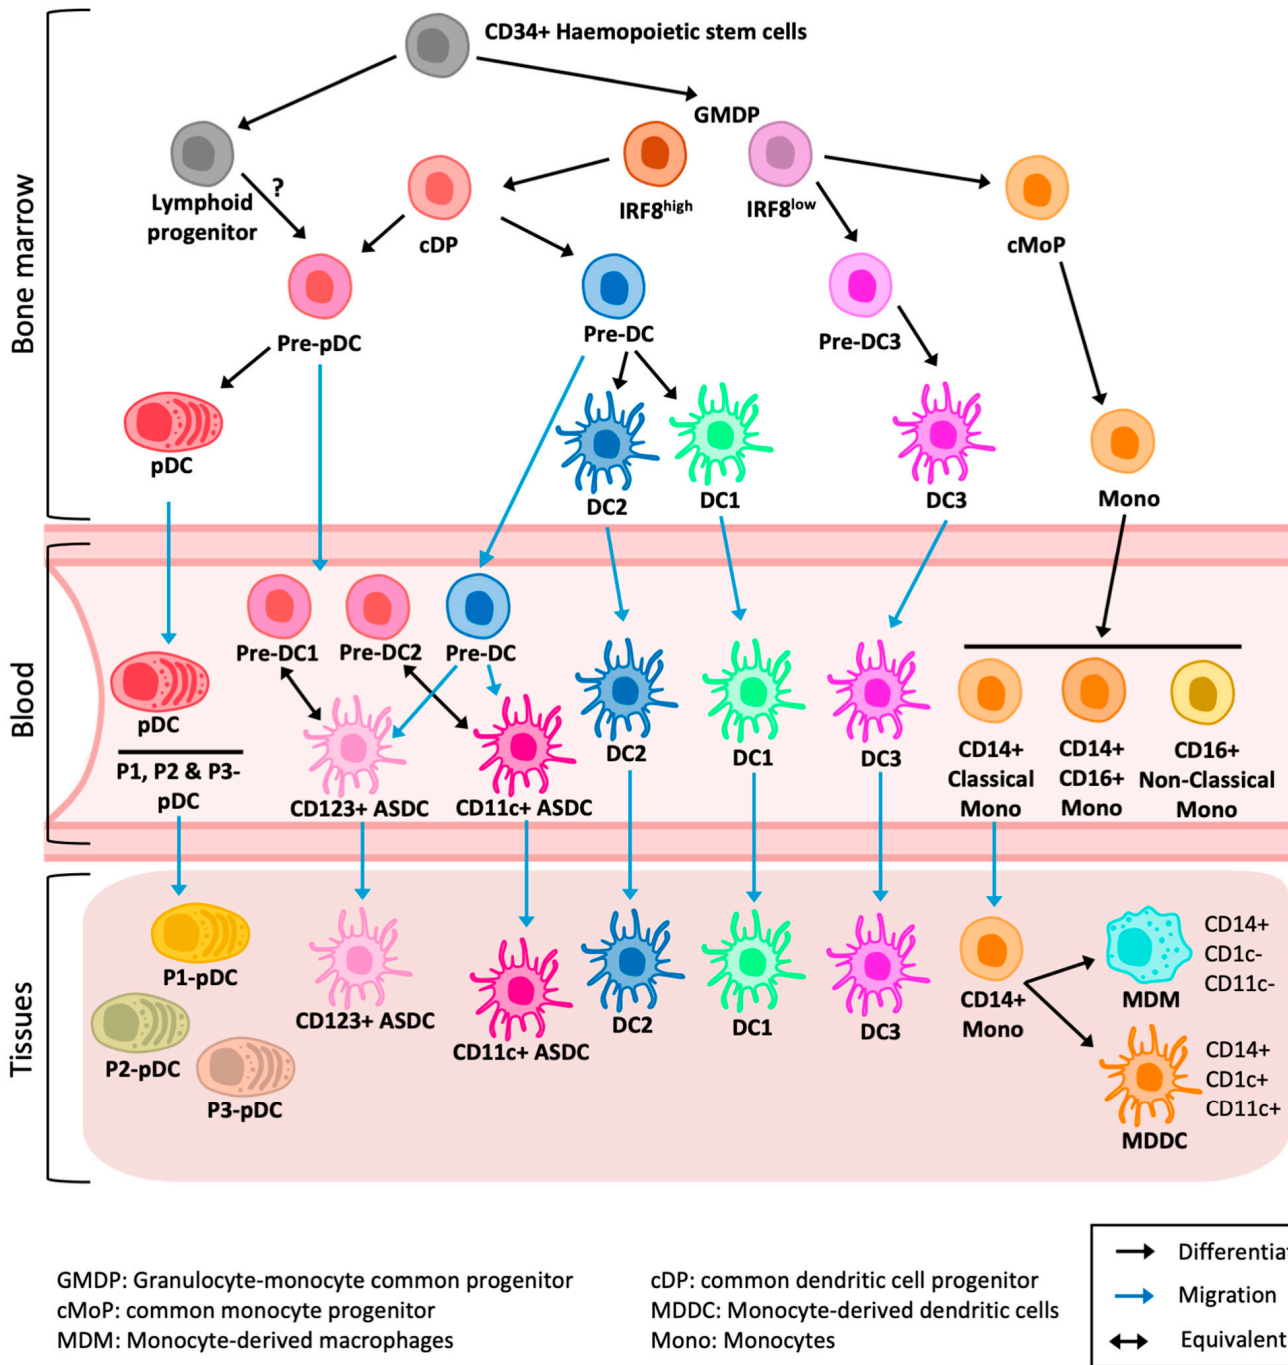 CD34+ Haemopoietic stem cells
GMDP
Lymphoid
progenitor
?
cDP
IRF8high
IRF8low
cMoP
Bone marrow
Pre-pDC
Pre-DC
Pre-DC3
pDC
DC2
DC1
DC3
Mono
Blood
Pre-DC1
Pre-DC2
Pre-DC
pDC
P1, P2 & P3-
pDC
CD123+ ASDC
CD11c+ ASDC
DC2
DC1
DC3
CD14+
Classical
Mono
CD14+
CD16+
Mono
CD16+
Non-Classical
Mono
Tissues
P1-pDC
P2-pDC
P3-pDC
CD123+ ASDC
CD11c+ ASDC
DC2
DC1
DC3
CD14+
Mono
MDM
CD14+
CD1c-
CD11c-
MDDC
CD14+
CD1c+
CD11c+
GMDP: Granulocyte-monocyte common progenitor
cMoP: common monocyte progenitor
MDM: Monocyte-derived macrophages
cDP: common dendritic cell progenitor
MDDC: Monocyte-derived dendritic cells
Mono: Monocytes
Migration
Equivalent